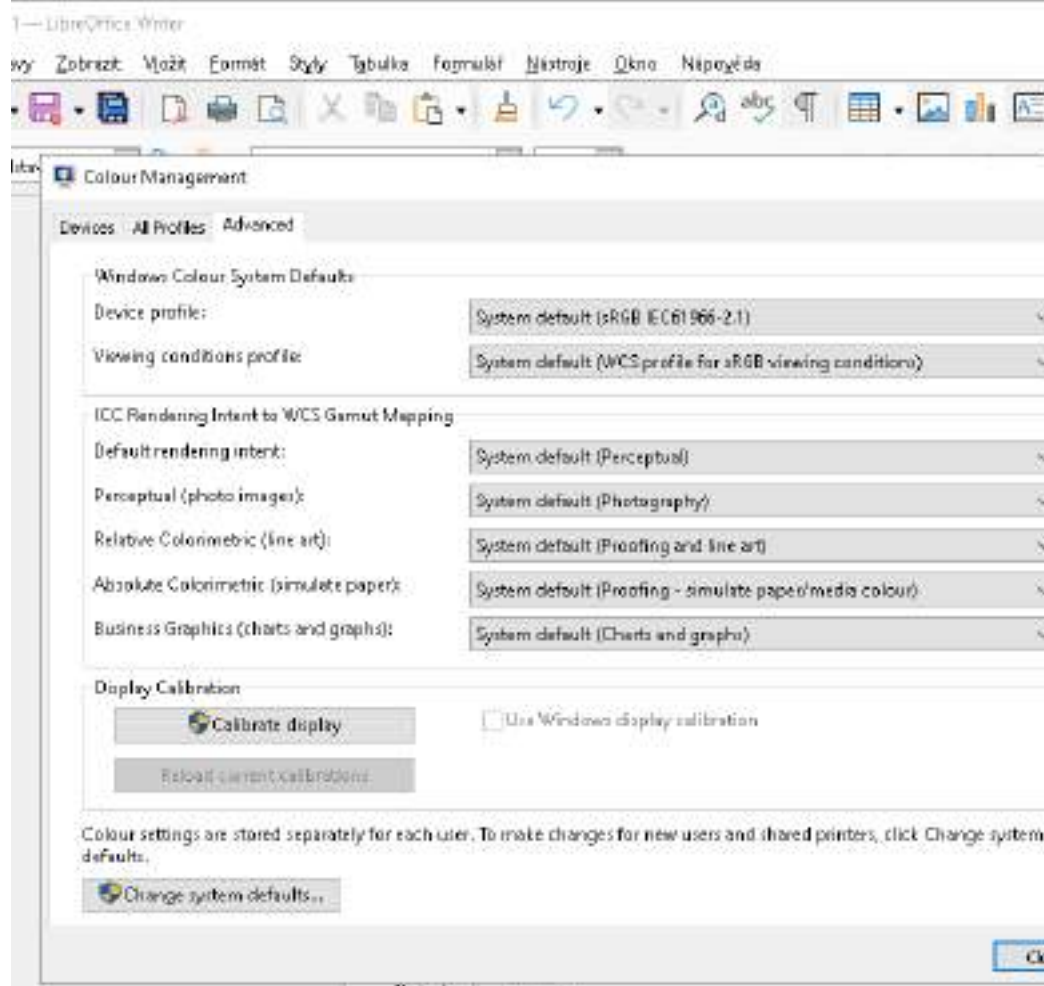 1 — LibreOffice Writer
Zobrazit Vložit Formát Styly Tabulka Formulář Nástroje Okno Nápověda
Colour Management
Devices All Profiles Advanced
Windows Colour System Defaults
Device profile: System default (sRGB IEC61966-2.1)
Viewing conditions profile: System default (WCS profile for sRGB viewing conditions)
ICC Rendering Intent to WCS Gamut Mapping
Default rendering intent: System default (Perceptual)
Perceptual (photo images): System default (Photography)
Relative Colorimetric (line art): System default (Proofing and line art)
Absolute Colorimetric (simulate paper): System default (Proofing - simulate paper/media colour)
Business Graphics (charts and graphs): System default (Charts and graphs)
Display Calibration
Calibrate display Use Windows display calibration
Reload current calibrations
Colour settings are stored separately for each user. To make changes for new users and shared printers, click Change system
defaults.
Change system defaults...